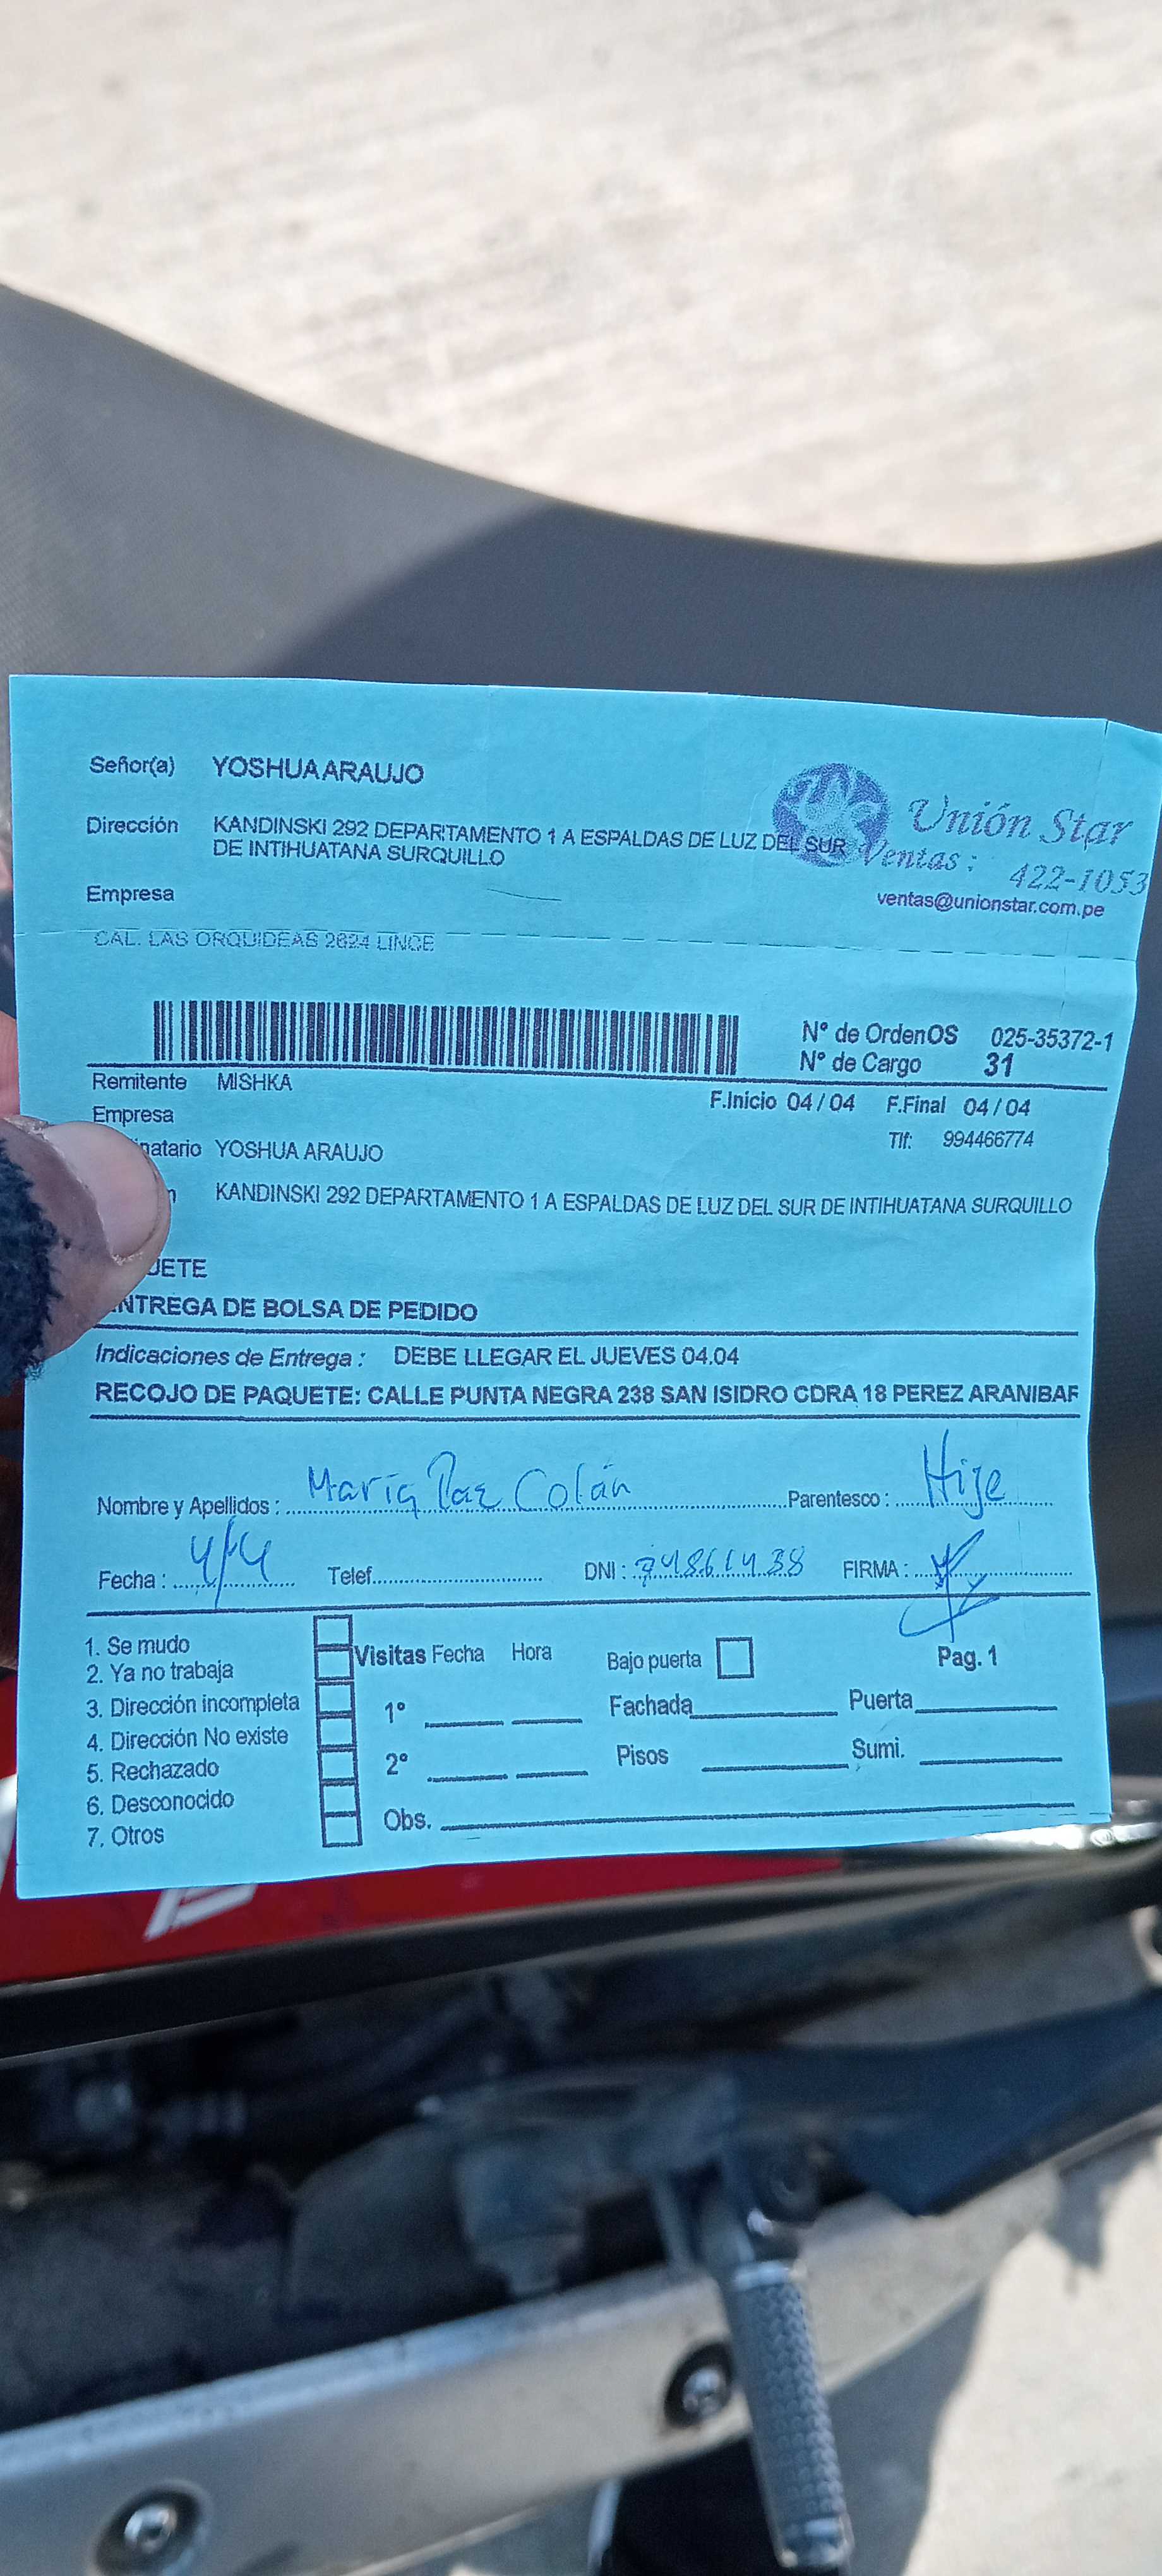 Señor(a) YOSHUA ARAUJO
Unión Star
Dirección KANDINSKI 292 DEPARTAMENTO 1 A ESPALDAS DE LUZ DEL SUR
DE INTIHUATANA SURQUILLO
Ventas: 422-1053
Empresa
ventas@unionstar.com.pe
CAL. LAS ORQUIDEAS 2624 LINCE
N° de OrdenOS 025-35372-1
N° de Cargo 31
Remitente MISHKA
F.Inicio 04/04 F.Final 04/04
Empresa
Tlf: 994466774
natario YOSHUA ARAUJO
n KANDINSKI 292 DEPARTAMENTO 1 A ESPALDAS DE LUZ DEL SUR DE INTIHUATANA SURQUILLO
UETE
NTREGA DE BOLSA DE PEDIDO
Indicaciones de Entrega : DEBE LLEGAR EL JUEVES 04.04
RECOJO DE PAQUETE: CALLE PUNTA NEGRA 238 SAN ISIDRO CDRA 18 PEREZ ARANIBAR
Nombre y Apellidos : María Paz Colán Parentesco : Hije
Fecha : 4/4 Telef. DNI : 74861438 FIRMA :
1. Se mudo
2. Ya no trabaja
3. Dirección incompleta
4. Dirección No existe
5. Rechazado
6. Desconocido
7. Otros
Visitas Fecha Hora
1°
2°
Obs.
Bajo puerta
Pag. 1
Fachada Puerta
Pisos Sumi.